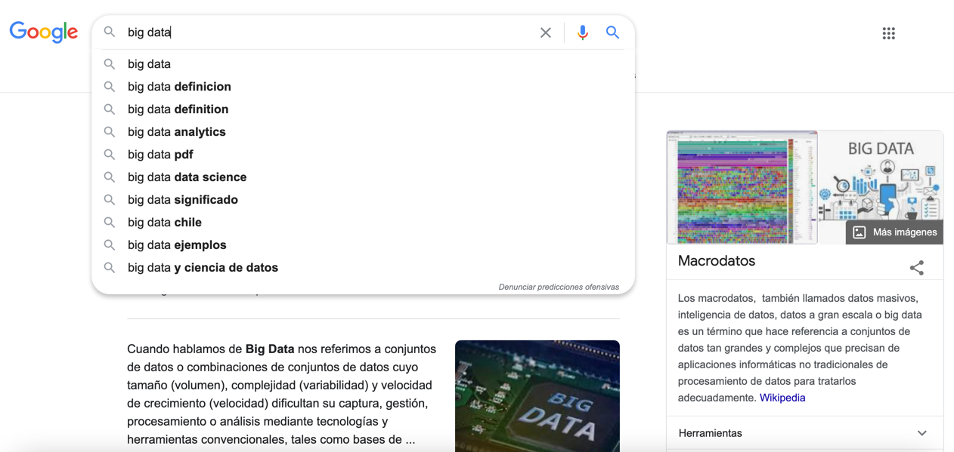 Google
big data
big data
big data definicion
big data definition
big data analytics
big data pdf
big data data science
big data significado
big data chile
big data ejemplos
big data y ciencia de datos
Denunciar predicciones ofensivas
Cuando hablamos de Big Data nos referimos a conjuntos
de datos o combinaciones de conjuntos de datos cuyo
tamaño (volumen), complejidad (variabilidad) y velocidad
de crecimiento (velocidad) dificultan su captura, gestión,
procesamiento o análisis mediante tecnologías y
herramientas convencionales, tales como bases de ...
BIG
DATA
BIG DATA
Más imágenes
Macrodatos
Los macrodatos, también llamados datos masivos,
inteligencia de datos, datos a gran escala o big data
es un término que hace referencia a conjuntos de
datos tan grandes y complejos que precisan de
aplicaciones informáticas no tradicionales de
procesamiento de datos para tratarlos
adecuadamente. Wikipedia
Herramientas